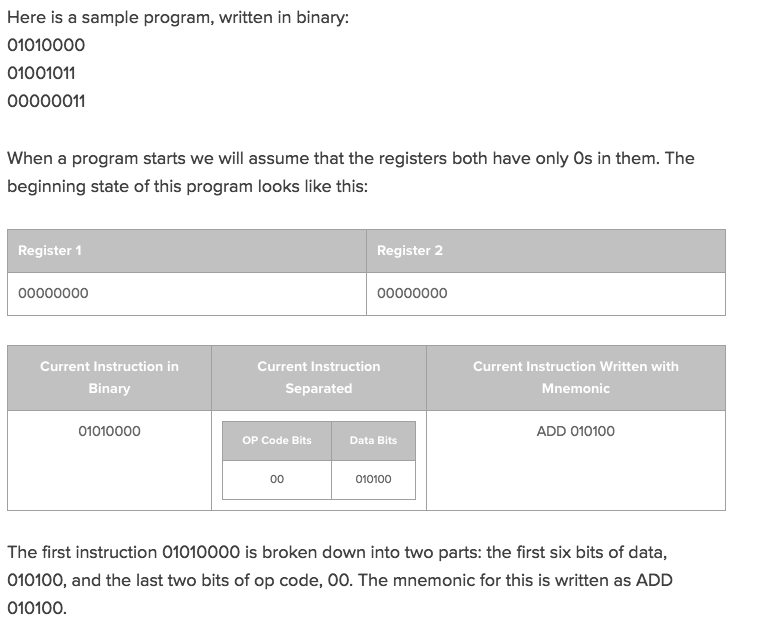 Here is a sample program, written in binary:
01010000
01001011
00000011
When a program starts we will assume that the registers both have only 0s in them. The
beginning state of this program looks like this:
Register 1
Register 2
00000000
00000000
Current Instruction in
Binary
Current Instruction
Separated
Current Instruction Written with
Mnemonic
01010000
OP Code Bits
Data Bits
00
010100
ADD 010100
The first instruction 01010000 is broken down into two parts: the first six bits of data,
010100, and the last two bits of op code, 00. The mnemonic for this is written as ADD
010100.